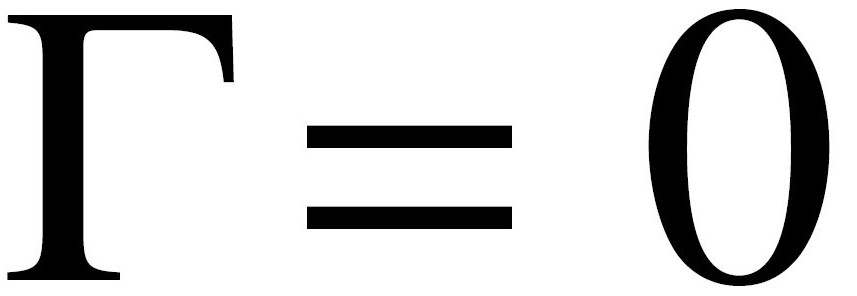 Γ = 0